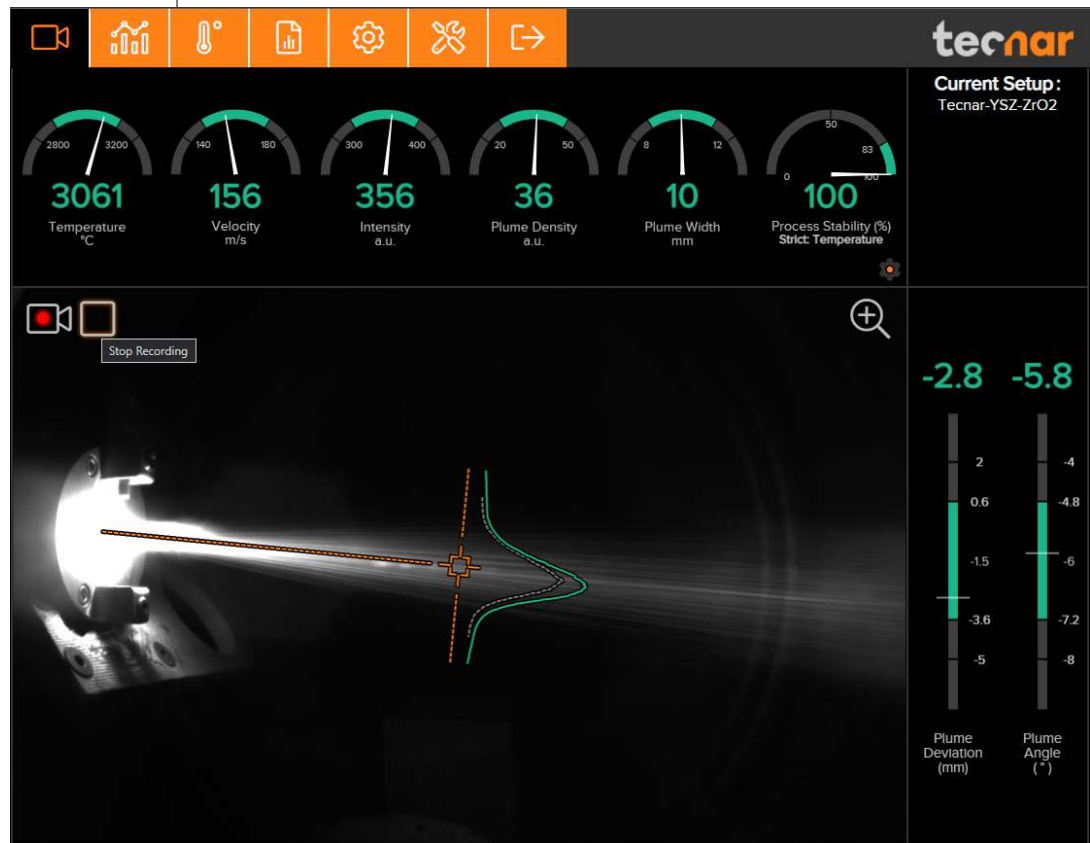 tecnar
Current Setup :
Tecnar-YSZ-ZrO2
2800 3200
3061
Temperature
°C
140 180
156
Velocity
m/s
300 400
356
Intensity
a.u.
20 50
36
Plume Density
a.u.
8 12
10
Plume Width
mm
50
83
0 100
100
Process Stability (%)
Strict: Temperature
Stop Recording
-2.8 -5.8
2 -4
0.6 -4.8
-1.5 -6
-3.6 -7.2
-5 -8
Plume
Deviation
(mm)
Plume
Angle
(°)